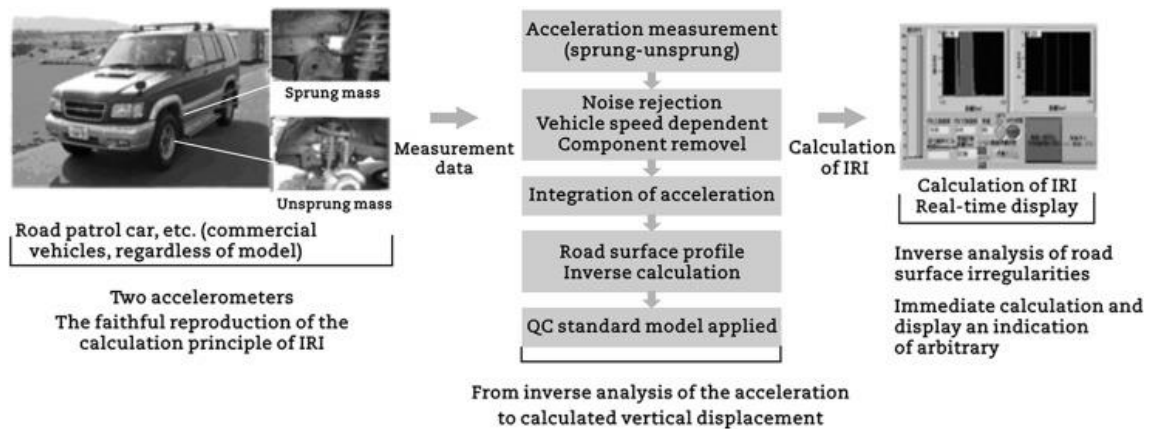 Sprung mass
Unsprung mass
Road patrol car, etc. (commercial
vehicles, regardless of model)
Two accelerometers
The faithful reproduction of the
calculation principle of IRI
Measurement
data
Acceleration measurement
(sprung-unsprung)
Noise rejection
Vehicle speed dependent
Component removel
Integration of acceleration
Road surface profile
Inverse calculation
QC standard model applied
From inverse analysis of the acceleration
to calculated vertical displacement
Calculation
of IRI
Calculation of IRI
Real-time display
Inverse analysis of road
surface irregularities
Immediate calculation and
display an indication
of arbitrary